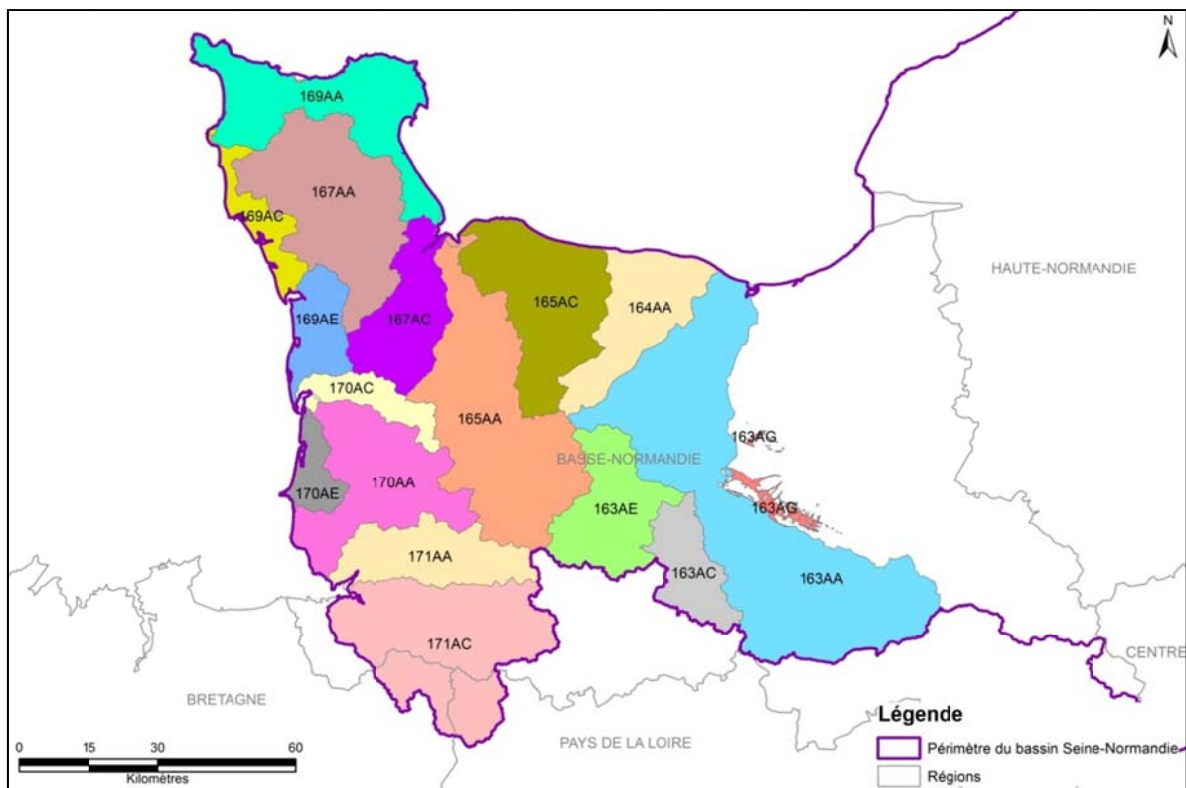 N
169AA
HAUTE-NORMANDIE
167AA
169AC
165AC
164AA
169AE
167AC
170AC
165AA
163AG
BASSE-NORMANDIE
170AA
170AE
163AE
163AG
171AA
163AC
163AA
171AC
CENTRE
BRETAGNE
PAYS DE LA LOIRE
Légende
Périmètre du bassin Seine-Normandie
Régions
0 15 30 60
Kilomètres